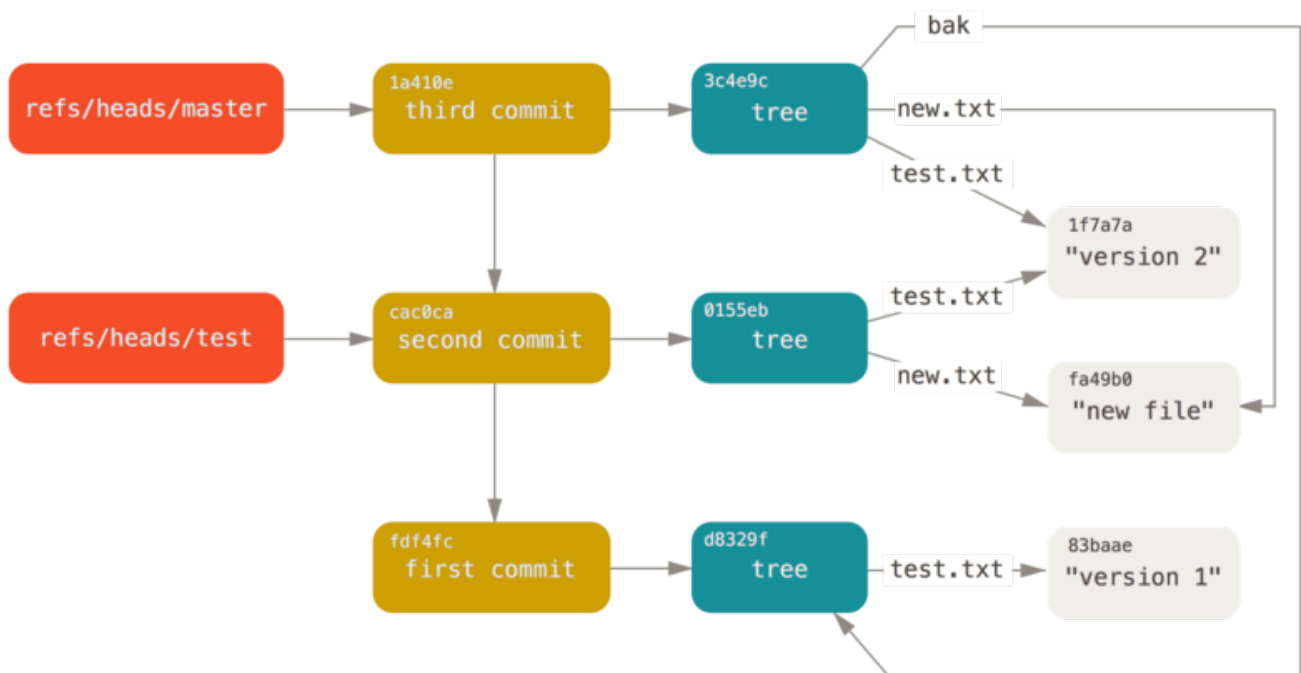 bak
1a410e
3c4e9c
refs/heads/master
third commit
tree
new.txt
test.txt
1f7a7a
"version 2"
test.txt
cac0ca
0155eb
refs/heads/test
second commit
tree
new.txt
fa49b0
"new file"
fdf4fc
d8329f
83baae
first commit
tree
test.txt
"version 1"